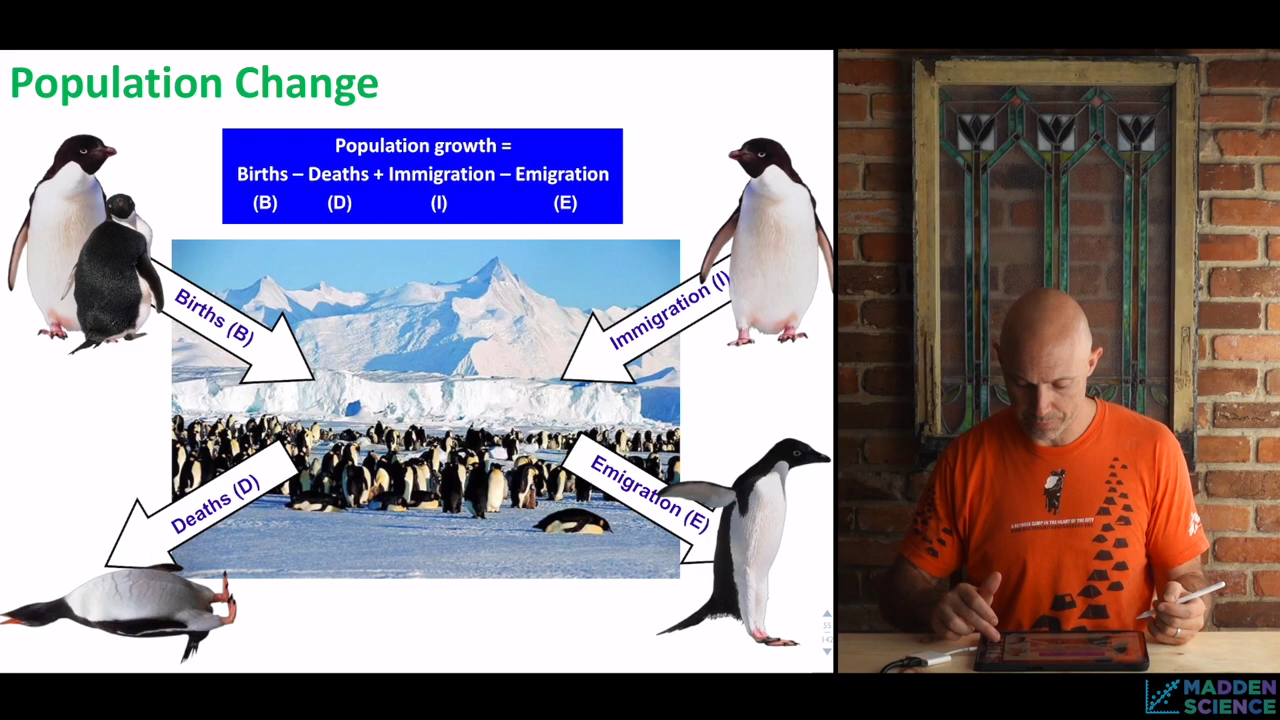 Population Change
Population growth =
Births – Deaths + Immigration – Emigration
(B) (D) (I) (E)
Births (B)
Immigration (I)
Deaths (D)
Emigration (E)
MADDEN
SCIENCE